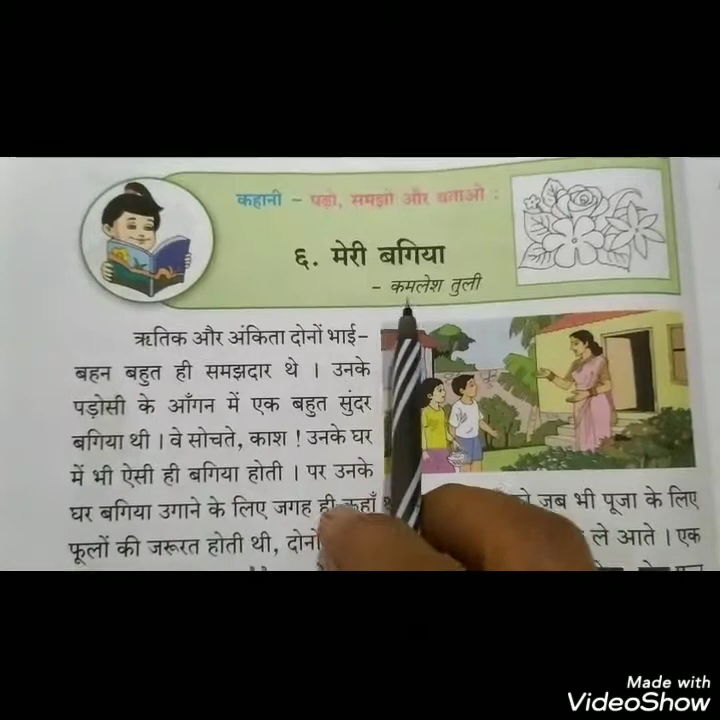 कहानी – पढ़ो, समझो और बताओ :
६. मेरी बगिया
- कमलेश तुली
ऋतिक और अंकिता दोनों भाई-
बहन बहुत ही समझदार थे । उनके
पड़ोसी के आँगन में एक बहुत सुंदर
बगिया थी । वे सोचते, काश ! उनके घर
में भी ऐसी ही बगिया होती । पर उनके
घर बगिया उगाने के लिए जगह ही कहाँ
जब भी पूजा के लिए
फूलों की जरूरत होती थी,
ले आते । एक
Made with
VideoShow